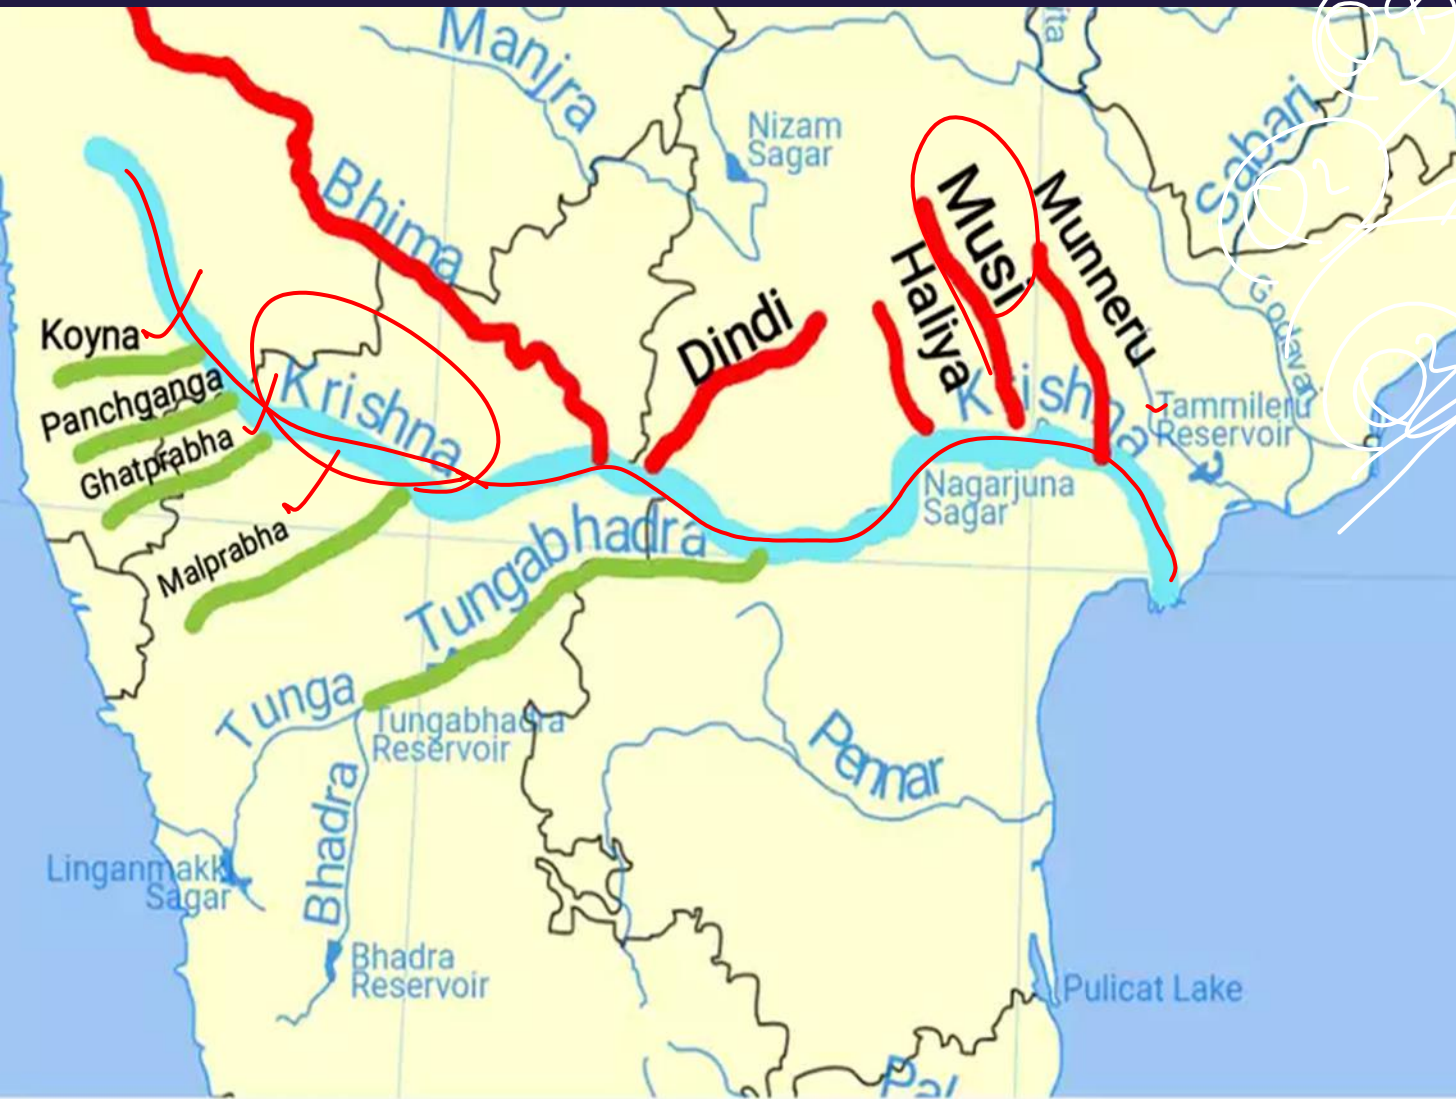 Manjra
ita
Nizam
Sagar
Sabari
Bhima
Musi
Munneru
Haliya
Dindi
Godavari
Koyna
Panchganga
Ghatprabha
Malprabha
Krishna
Krishna
Tammileru
Reservoir
Nagarjuna
Sagar
Tungabhadra
Tunga
Tungabhadra
Reservoir
Bhadra
Pennar
Linganmakki
Sagar
Bhadra
Reservoir
Pulicat Lake